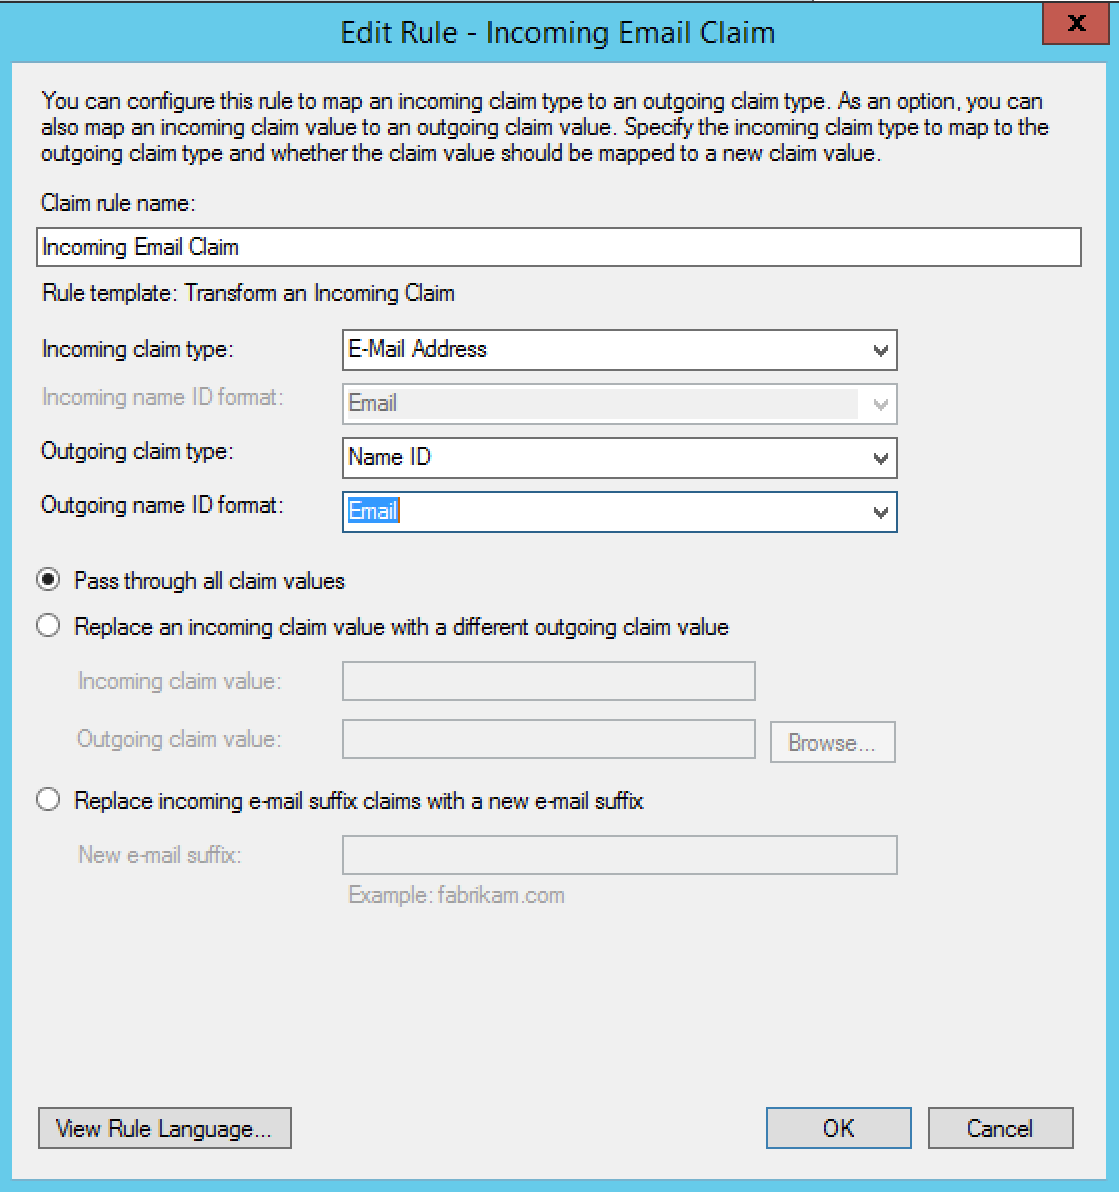 Edit Rule - Incoming Email Claim
x
You can configure this rule to map an incoming claim type to an outgoing claim type. As an option, you can
also map an incoming claim value to an outgoing claim value. Specify the incoming claim type to map to the
outgoing claim type and whether the claim value should be mapped to a new claim value.
Claim rule name:
Incoming Email Claim
Rule template: Transform an Incoming Claim
Incoming claim type: E-Mail Address
Incoming name ID format: Email
Outgoing claim type: Name ID
Outgoing name ID format: Email
Pass through all claim values
Replace an incoming claim value with a different outgoing claim value
Incoming claim value:
Outgoing claim value: Browse...
Replace incoming e-mail suffix claims with a new e-mail suffix
New e-mail suffix:
Example: fabrikam.com
View Rule Language... OK Cancel